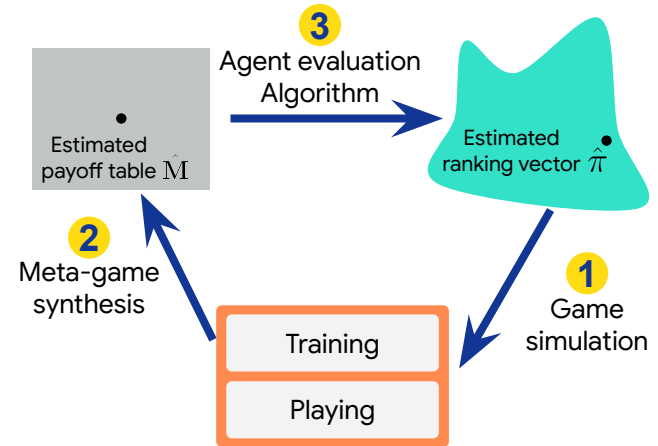 3
Agent evaluation
Algorithm
Estimated
payoff table M̂
Estimated
ranking vector π̂
2
Meta-game
synthesis
1
Game
simulation
Training
Playing